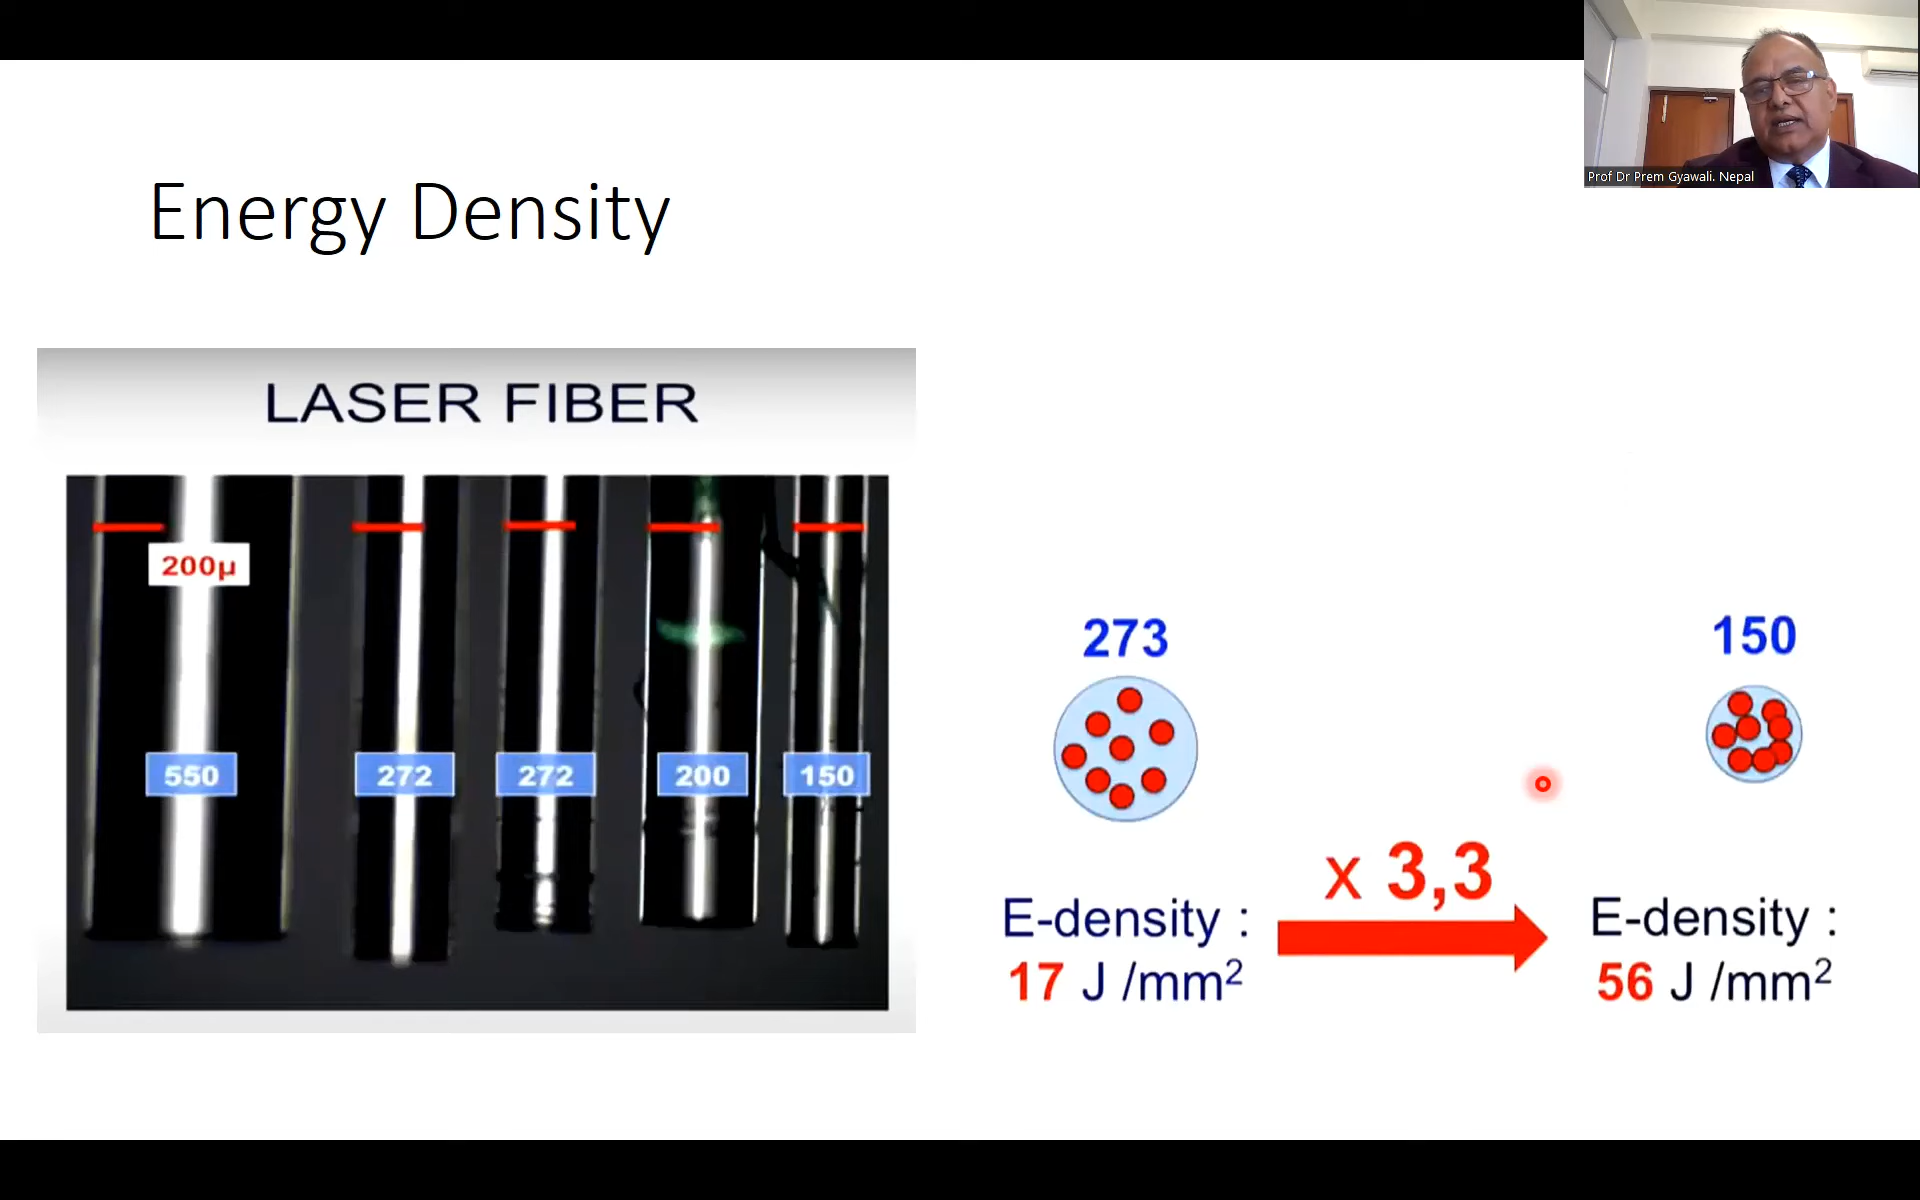 Prof Dr Prem Gyawali. Nepal
Energy Density
LASER FIBER
200µ
550
272
272
200
150
273
150
x 3,3
E-density :
17 J /mm²
E-density :
56 J /mm²